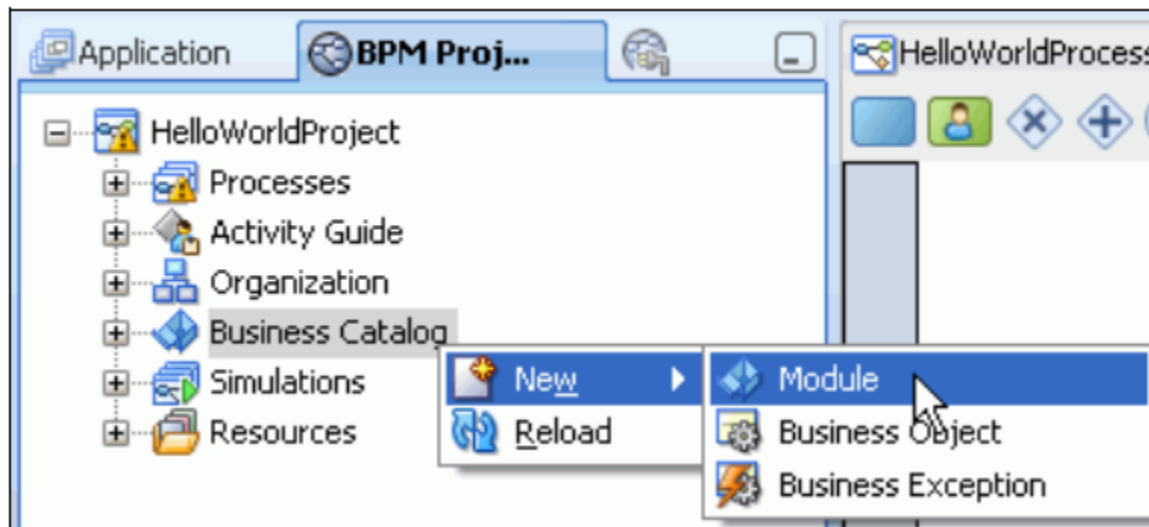 Application BPM Proj... HelloWorldProcess
HelloWorldProject
Processes
Activity Guide
Organization
Business Catalog
Simulations New Module
Resources Reload Business Object
Business Exception